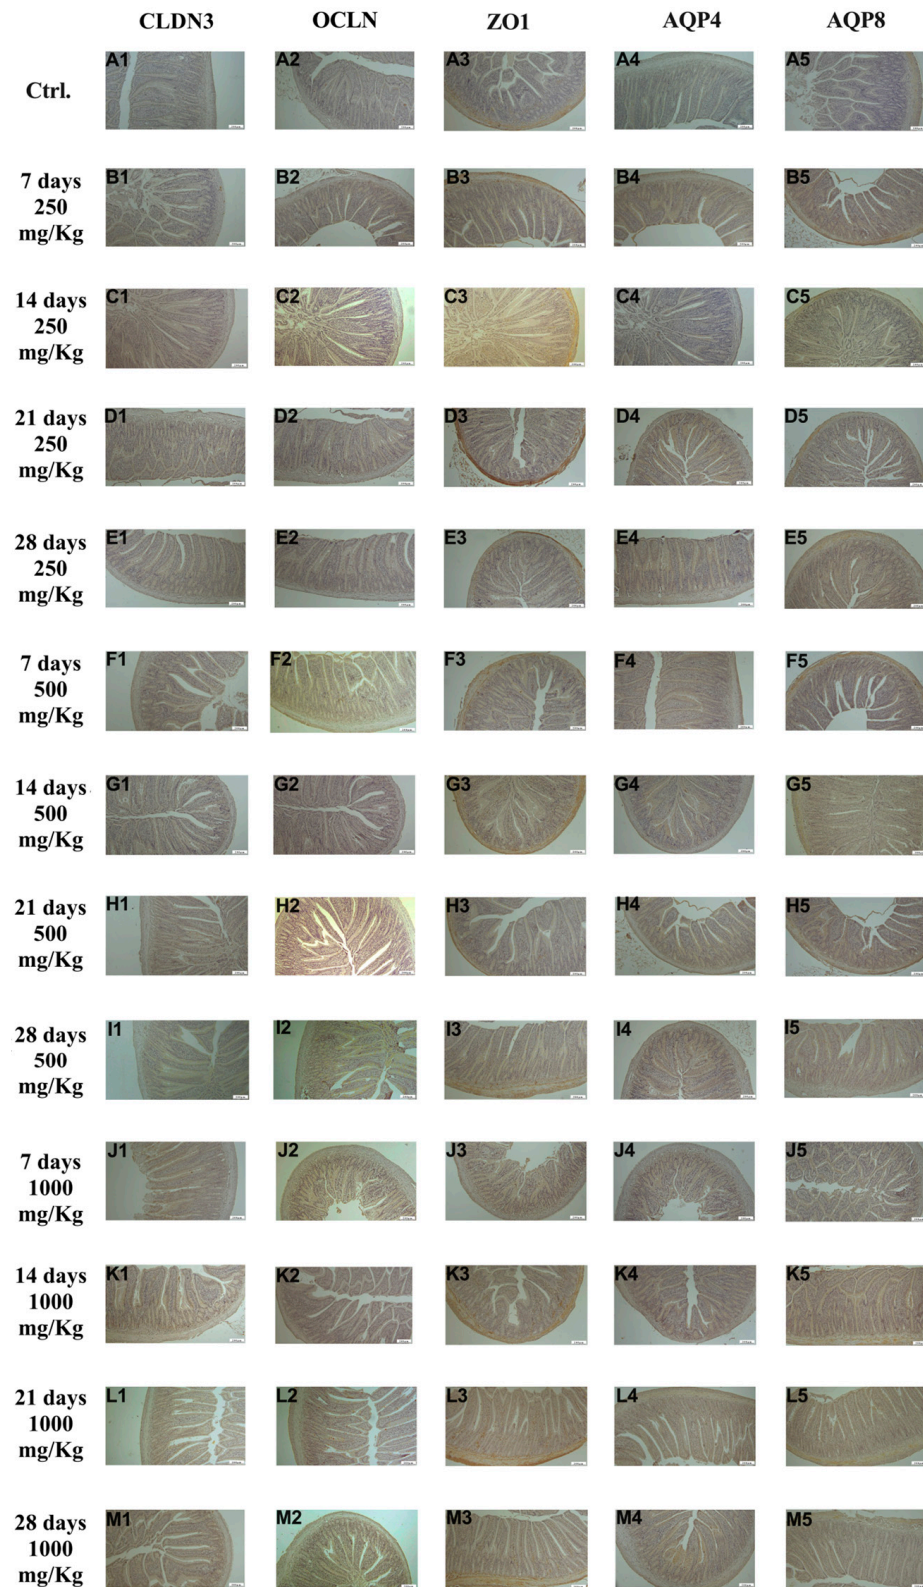 CLDN3 OCLN ZO1 AQP4 AQP8
Ctrl. A1 A2 A3 A4 A5
7 days
250
mg/Kg
B1 B2 B3 B4 B5
14 days
250
mg/Kg
C1 C2 C3 C4 C5
21 days
250
mg/Kg
D1 D2 D3 D4 D5
28 days
250
mg/Kg
E1 E2 E3 E4 E5
7 days
500
mg/Kg
F1 F2 F3 F4 F5
14 days
500
mg/Kg
G1 G2 G3 G4 G5
21 days
500
mg/Kg
H1 H2 H3 H4 H5
28 days
500
mg/Kg
I1 I2 I3 I4 I5
7 days
1000
mg/Kg
J1 J2 J3 J4 J5
14 days
1000
mg/Kg
K1 K2 K3 K4 K5
21 days
1000
mg/Kg
L1 L2 L3 L4 L5
28 days
1000
mg/Kg
M1 M2 M3 M4 M5